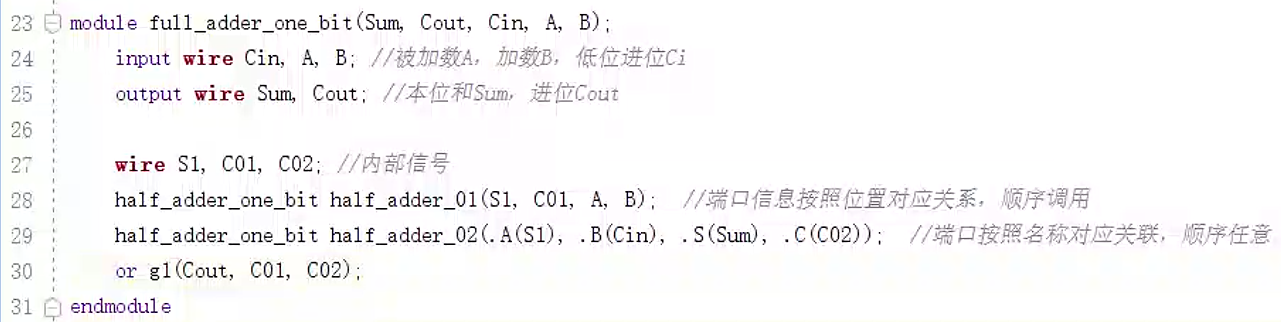 23 module full_adder_one_bit(Sum, Cout, Cin, A, B);
24 input wire Cin, A, B; //被加数A，加数B，低位进位Ci
25 output wire Sum, Cout; //本位和Sum，进位Cout
26
27 wire S1, C01, C02; //内部信号
28 half_adder_one_bit half_adder_01(S1, C01, A, B); //端口信息按照位置对应关系，顺序调用
29 half_adder_one_bit half_adder_02(.A(S1), .B(Cin), .S(Sum), .C(C02)); //端口按照名称对应关联，顺序任意
30 or g1(Cout, C01, C02);
31 endmodule